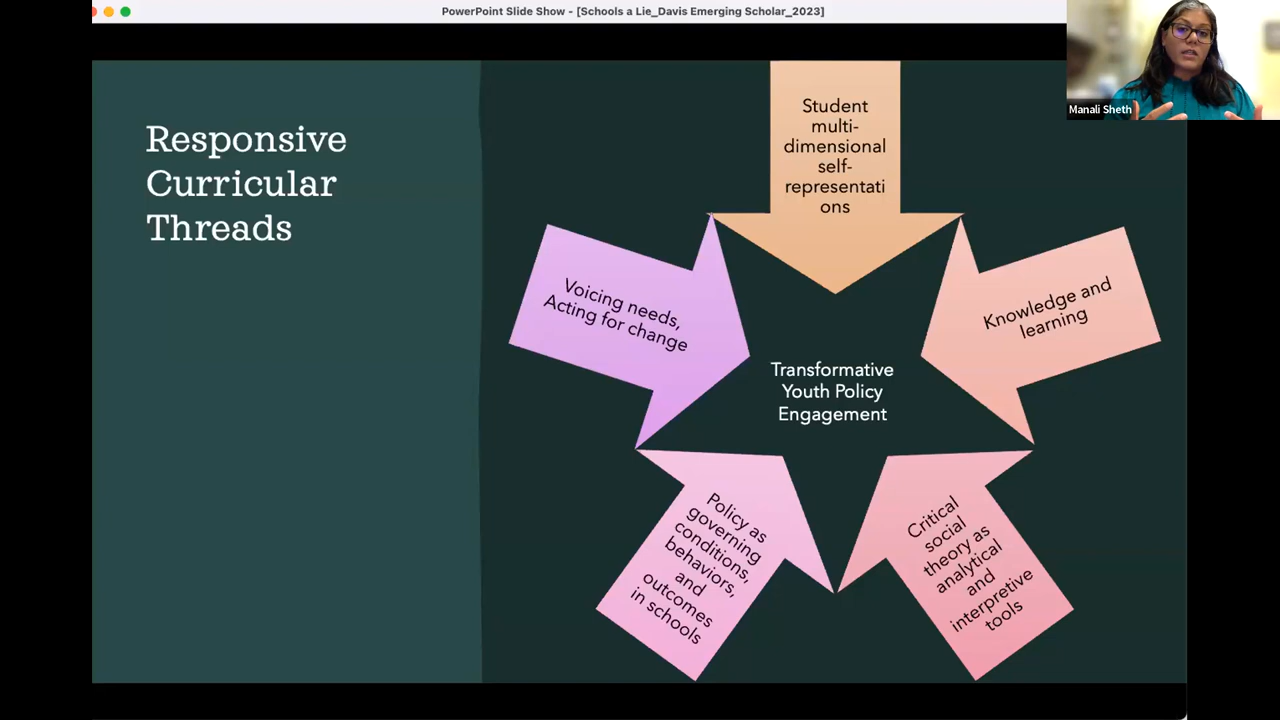 PowerPoint Slide Show - [Schools a Lie_Davis Emerging Scholar_2023]
Manali Sheth
Responsive
Curricular
Threads
Student
multi-
dimensional
self-
representati
ons
Voicing needs,
Acting for change
Knowledge and
learning
Transformative
Youth Policy
Engagement
Policy as
governing
conditions,
behaviors,
and
outcomes
in schools
Critical
social
theory as
analytical
and
interpretive
tools